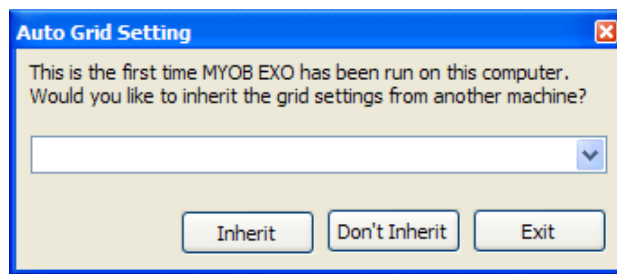 Auto Grid Setting
This is the first time MYOB EXO has been run on this computer.
Would you like to inherit the grid settings from another machine?
Inherit Don't Inherit Exit